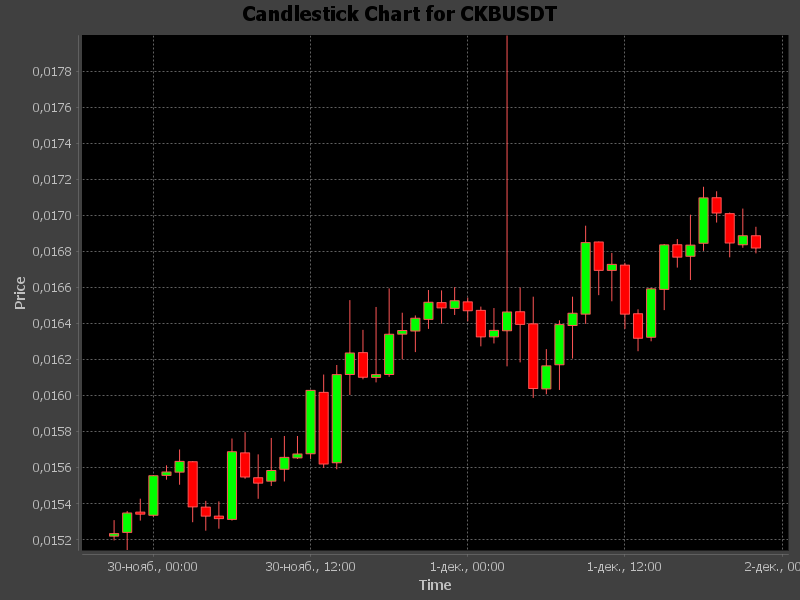 Candlestick Chart for CKBUSDT
0,0178
0,0176
0,0174
0,0172
0,0170
0,0168
0,0166
0,0164
0,0162
0,0160
0,0158
0,0156
0,0154
0,0152
Price
30-нояб., 00:00
30-нояб., 12:00
1-дек., 00:00
1-дек., 12:00
2-дек., 00
Time